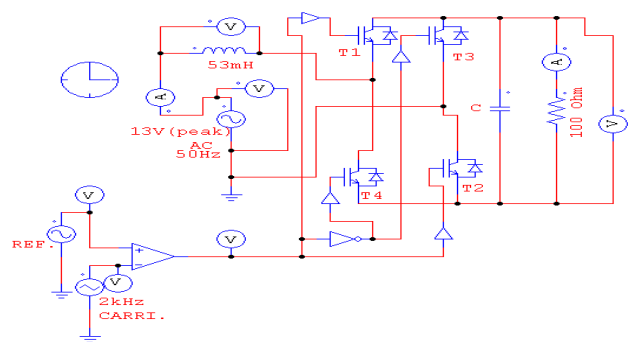 V
53mH
T1
T3
A
V
A
13V(peak)
AC
50Hz
C
100 Ohm
V
T4
T2
V
REF.
V
V
2kHz
CARRI.